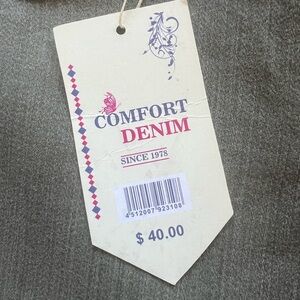 COMFORT
DENIM
SINCE 1978
4 512007 923108
$ 40.00